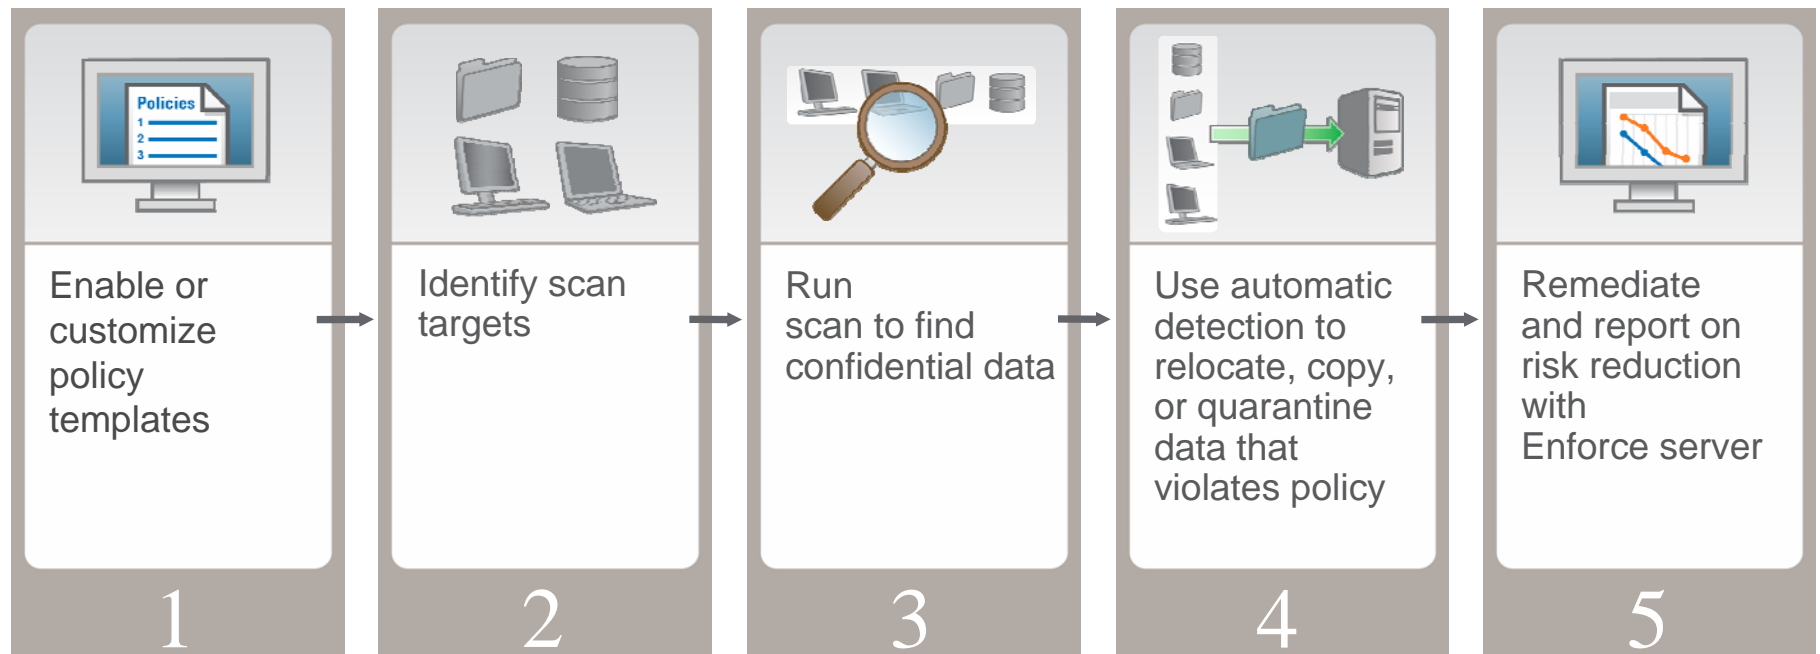 Policies
1
2
3
Enable or
customize
policy
templates
1
Identify scan
targets
2
Run
scan to find
confidential data
3
Use automatic
detection to
relocate, copy,
or quarantine
data that
violates policy
4
Remediate
and report on
risk reduction
with
Enforce server
5